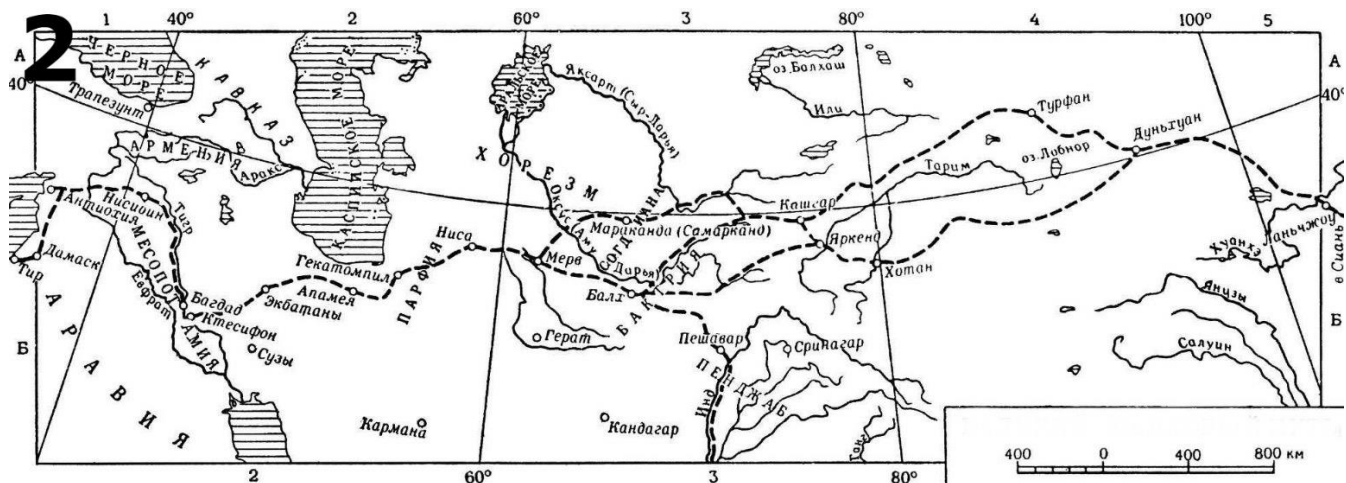 2
1
40°
2
60°
3
80°
4
100°
5
А
А
40°
40°
ЧЕРНОЕ
МОРЕ
КАВКАЗ
Трапезунт
АРМЕНИЯ
Аракс
КАСПИЙСКОЕ МОРЕ
Яксарт (Сыр-Дарья)
оз. Балхаш
Или
Турфан
Дуньхуан
оз. Лобнор
Тарим
ХОРЕЗМ
Оксус (Аму
Дарья)
СОГДИАНА
Мараканда (Самарканд)
Кашгар
Яркенд
Хотан
Ланьчжоу
Хуанхэ
в Сиань
Янцзы
Салуин
Нисибин
Тигр
Антиохия
МЕСОПОТ
АМИЯ
Дамаск
Тир
Евфрат
АРАВИЯ
Багдад
Ктесифон
Сузы
Экбатаны
Апамея
Гекатомпил
ПАРФИЯ
Ниса
Мерв
Балх
БАКТРИЯ
Герат
Пешавар
Сринагар
ПЕНДЖАБ
Инд
Ганг
Кармана
Кандагар
Б
Б
2
60°
3
80°
400
0
400
800 км